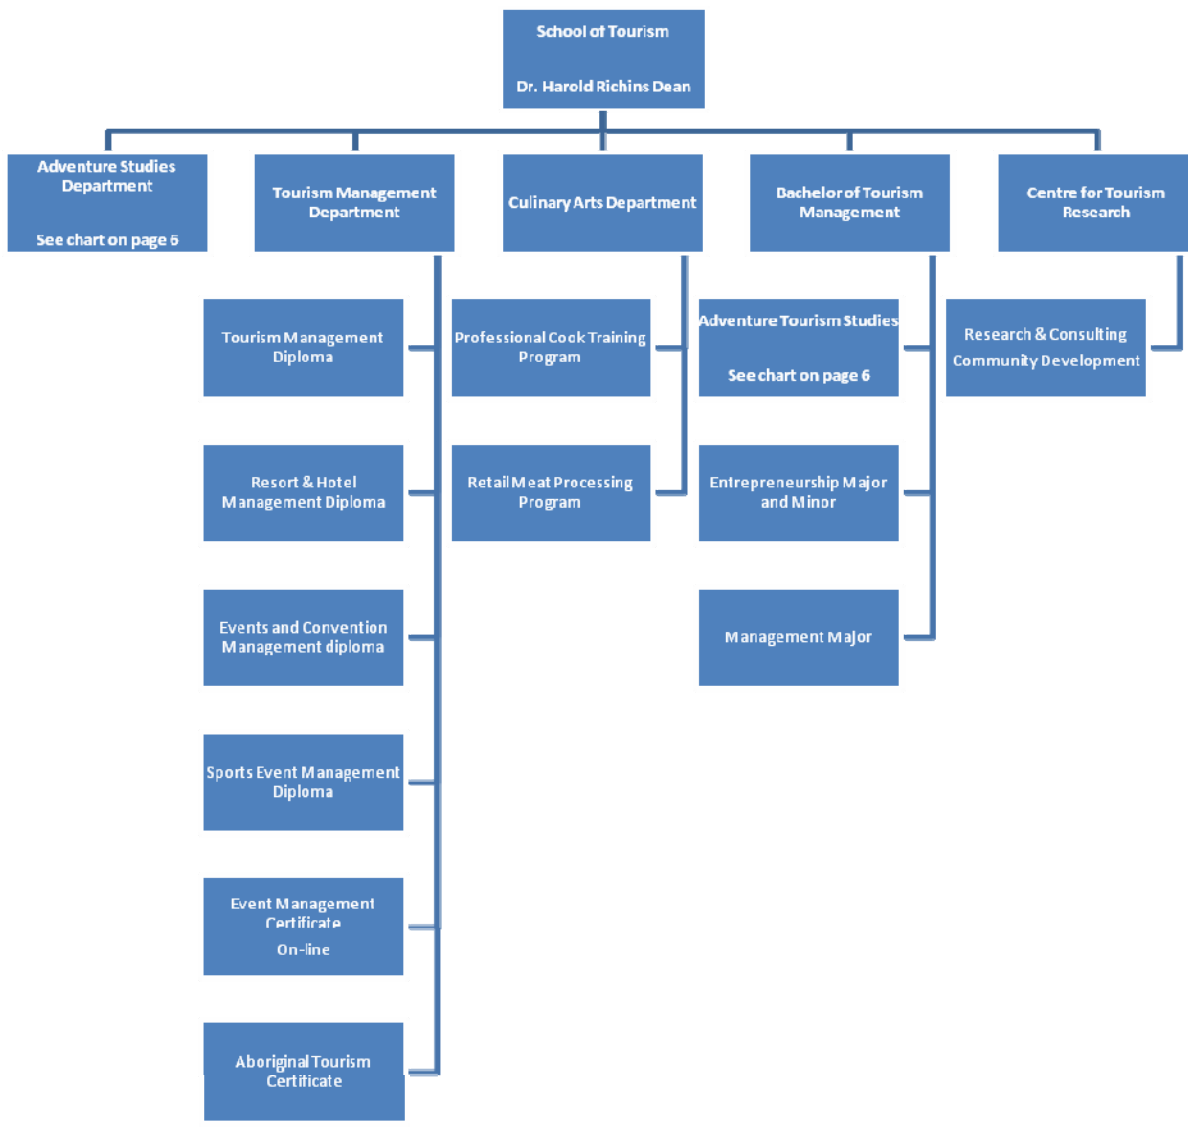 School of Tourism
Dr. Harold Richins Dean
Adventure Studies
Department
See chart on page 6
Tourism Management
Department
Culinary Arts Department
Bachelor of Tourism
Management
Centre for Tourism
Research
Tourism Management
Diploma
Professional Cook Training
Program
Adventure Tourism Studies
See chart on page 6
Research & Consulting
Community Development
Resort & Hotel
Management Diploma
Retail Meat Processing
Program
Entrepreneurship Major
and Minor
Events and Convention
Management diploma
Management Major
Sports Event Management
Diploma
Event Management
Certificate
On-line
Aboriginal Tourism
Certificate